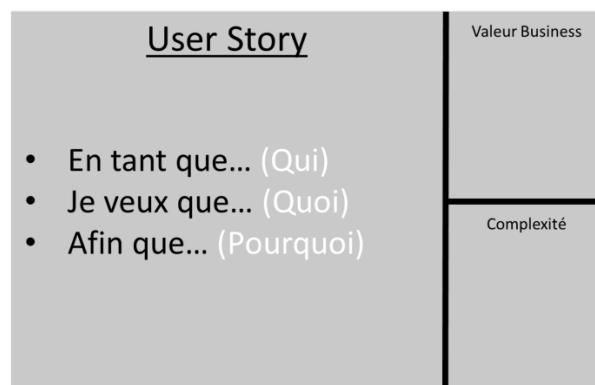 User Story
• En tant que... (Qui)
• Je veux que... (Quoi)
• Afin que... (Pourquoi)
Valeur Business
Complexité